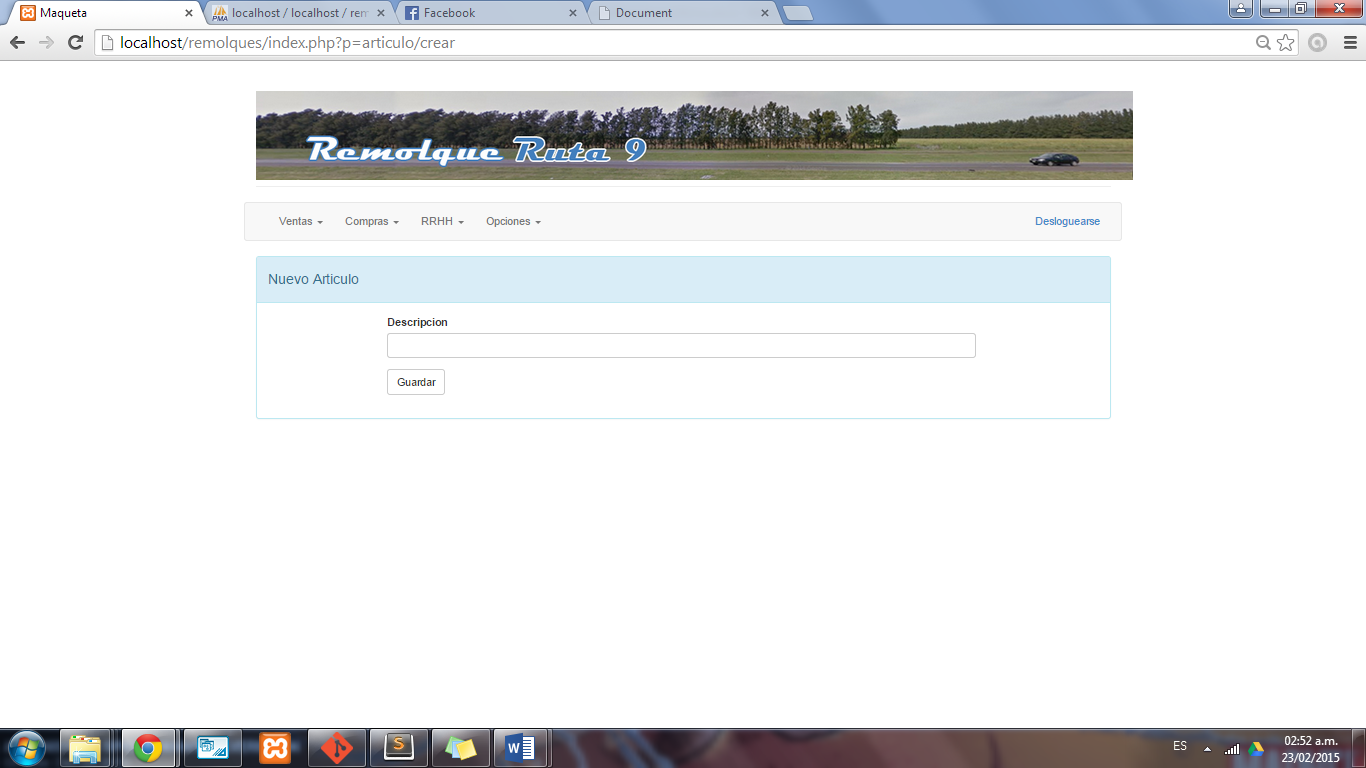 Maqueta
localhost / localhost / rem
Facebook
Document
localhost/remolques/index.php?p=articulo/crear
Remolque Ruta 9
Ventas Compras RRHH Opciones Desloguearse
Nuevo Articulo
Descripcion
Guardar
ES
02:52 a.m.
23/02/2015